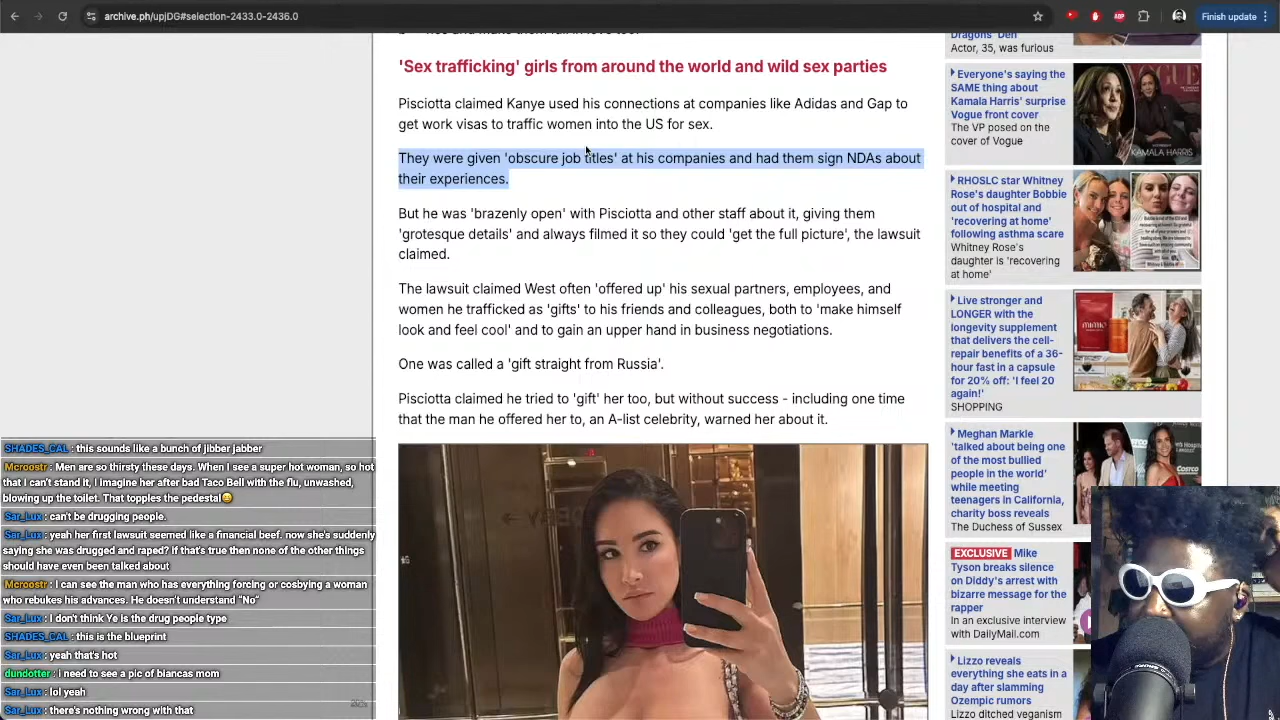 archive.ph/upjDG#selection-2433.0-2436.0
Finish update
'Sex trafficking' girls from around the world and wild sex parties
Pisciotta claimed Kanye used his connections at companies like Adidas and Gap to
get work visas to traffic women into the US for sex.
They were given 'obscure job titles' at his companies and had them sign NDAs about
their experiences.
But he was 'brazenly open' with Pisciotta and other staff about it, giving them
'grotesque details' and always filmed it so they could 'get the full picture', the lawsuit
claimed.
The lawsuit claimed West often 'offered up' his sexual partners, employees, and
women he trafficked as 'gifts' to his friends and colleagues, both to 'make himself
look and feel cool' and to gain an upper hand in business negotiations.
One was called a 'gift straight from Russia'.
Pisciotta claimed he tried to 'gift' her too, but without success - including one time
that the man he offered her to, an A-list celebrity, warned her about it.
Dragons' Den
Actor, 35, was furious
Everyone's saying the
SAME thing about
Kamala Harris' surprise
Vogue front cover
The VP posed on the
cover of Vogue
VOGUE
KAMALA HARRIS
RHOSLC star Whitney
Rose's daughter Bobbie
out of hospital and
'recovering at home'
following asthma scare
Whitney Rose's
daughter is 'recovering
at home'
Live stronger and
LONGER with the
longevity supplement
that delivers the cell-
repair benefits of a 36-
hour fast in a capsule
for 20% off: 'I feel 20
again!'
SHOPPING
Meghan Markle
'talked about being one
of the most bullied
people in the world'
while meeting
teenagers in California,
charity boss reveals
The Duchess of Sussex
EXCLUSIVE Mike
Tyson breaks silence
on Diddy's arrest with
bizarre message for the
rapper
In an exclusive interview
with DailyMail.com
Lizzo reveals
everything she eats in a
day after slamming
Ozempic rumors
Lizzo ditched veganism
SHADES_CAL : this sounds like a bunch of jibber jabber
Mcroostr : Men are so thirsty these days. When I see a super hot woman, so hot
that I can't stand it, I imagine her after bad Taco Bell with the flu, unwashed,
blowing up the toilet. That topples the pedestal😄
Sar_Lux : can't be drugging people.
Sar_Lux : yeah her first lawsuit seemed like a financial beef. now she's suddenly
saying she was drugged and raped? if that's true then none of the other things
should have even been talked about
Mcroostr : I can see the man who has everything forcing or cosbying a woman
who rebukes his advances. He doesn't understand "No"
Sar_Lux : I don't think Ye is the drug people type
SHADES_CAL : this is the blueprint
Sar_Lux : yeah that's hot
dundotter : i need to see a pic of blancas mom
Sar_Lux : lol yeah
Sar_Lux : there's nothing wrong with that